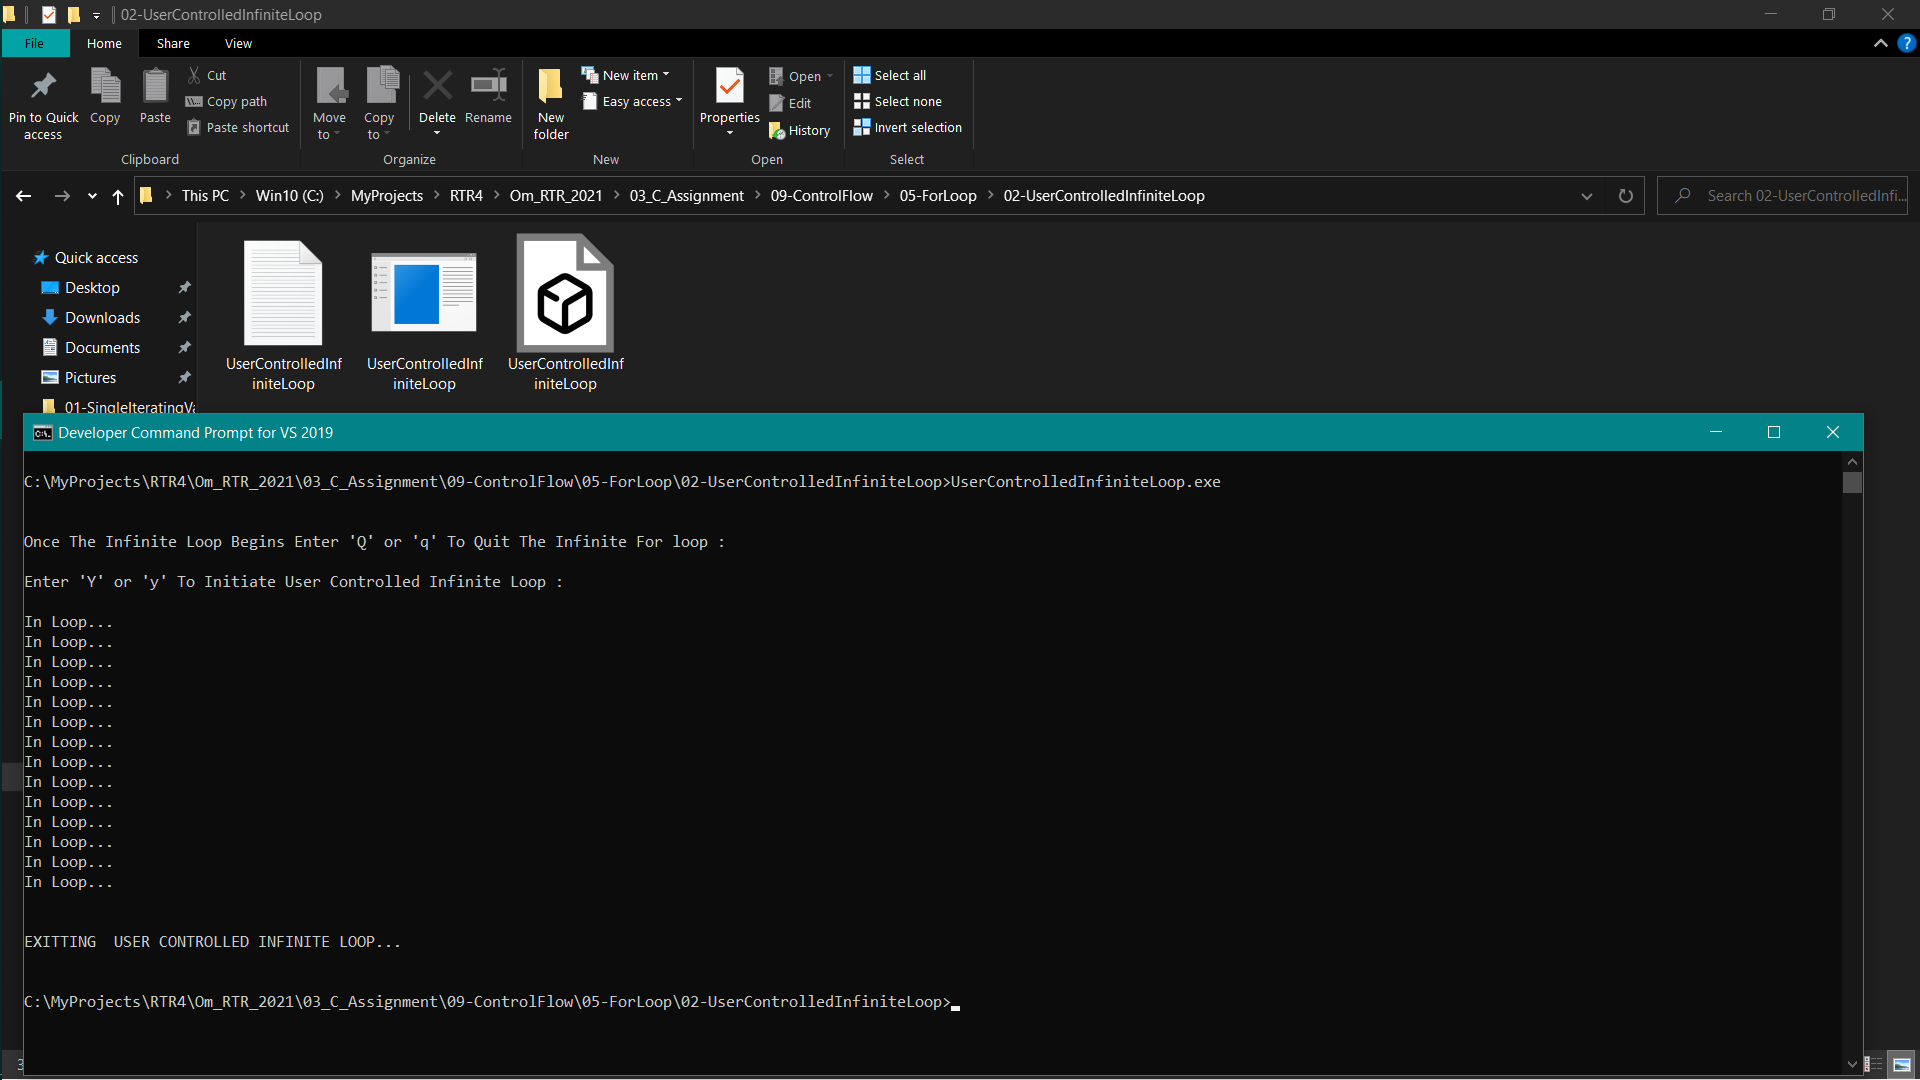 02-UserControlledInfiniteLoop
File Home Share View
Pin to Quick access
Copy
Paste
Cut
Copy path
Paste shortcut
Clipboard
Move to
Copy to
Delete
Rename
Organize
New folder
New item
Easy access
New
Properties
Open
Edit
History
Open
Select all
Select none
Invert selection
Select
This PC Win10 (C:) MyProjects RTR4 Om_RTR_2021 03_C_Assignment 09-ControlFlow 05-ForLoop 02-UserControlledInfiniteLoop
Search 02-UserControlledInfi...
Quick access
Desktop
Downloads
Documents
Pictures
01-SingleIteratingVa
UserControlledInf
initeLoop
UserControlledInf
initeLoop
UserControlledInf
initeLoop
Developer Command Prompt for VS 2019
C:\MyProjects\RTR4\Om_RTR_2021\03_C_Assignment\09-ControlFlow\05-ForLoop\02-UserControlledInfiniteLoop>UserControlledInfiniteLoop.exe
Once The Infinite Loop Begins Enter 'Q' or 'q' To Quit The Infinite For loop :
Enter 'Y' or 'y' To Initiate User Controlled Infinite Loop :
In Loop...
In Loop...
In Loop...
In Loop...
In Loop...
In Loop...
In Loop...
In Loop...
In Loop...
In Loop...
In Loop...
In Loop...
In Loop...
In Loop...
EXITTING  USER CONTROLLED INFINITE LOOP...
C:\MyProjects\RTR4\Om_RTR_2021\03_C_Assignment\09-ControlFlow\05-ForLoop\02-UserControlledInfiniteLoop>
3